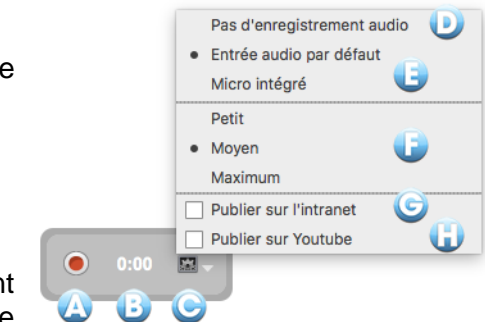 Pas d'enregistrement audio D
Entrée audio par défaut
E
Micro intégré
Petit
Moyen F
Maximum
Publier sur l'intranet G
Publier sur Youtube H
0:00
A B C
e
nt
e